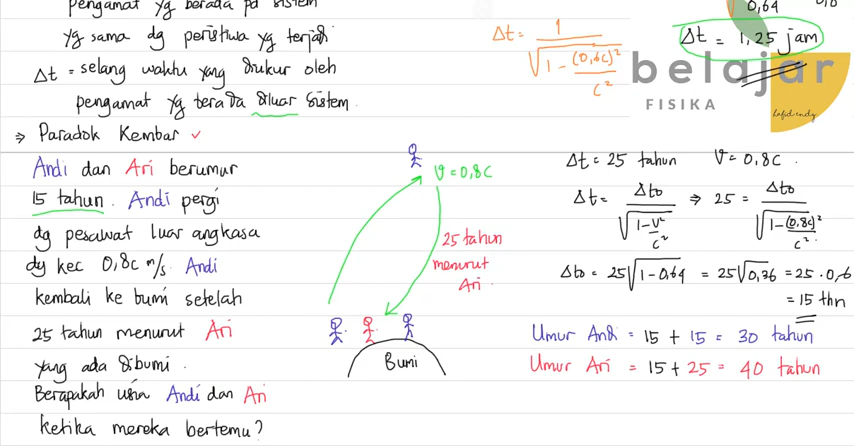 pengamat yg berada pd sistem
yg sama dg peristiwa yg terjadi
Δt = selang waktu yang diukur oleh
pengamat yg berada diluar sistem
⇒ Paradok Kembar ✓
Andi dan Ari berumur
15 tahun. Andi pergi
dg pesawat luar angkasa
dg kec 0,8c m/s. Andi
kembali ke bumi setelah
25 tahun menurut Ari
yang ada dibumi.
Berapakah usia Andi dan Ari
ketika mereka bertemu?
V = 0,8C
25 tahun
menurut
Ari.
Bumi
Δt = 1 / √(1 - (0,6c)²/c²)
0,64
Δt = 1,25 jam
belajar
FISIKA
hafid endy
Δt = 25 tahun V = 0,8C.
Δt = Δto / √(1 - V²/c²) ⇒ 25 = Δto / √(1 - (0,8c)²/c²)
Δto = 25√1 - 0,64 = 25√0,36 = 25 . 0,6
= 15 thn
Umur Andi = 15 + 15 = 30 tahun
Umur Ari = 15 + 25 = 40 tahun